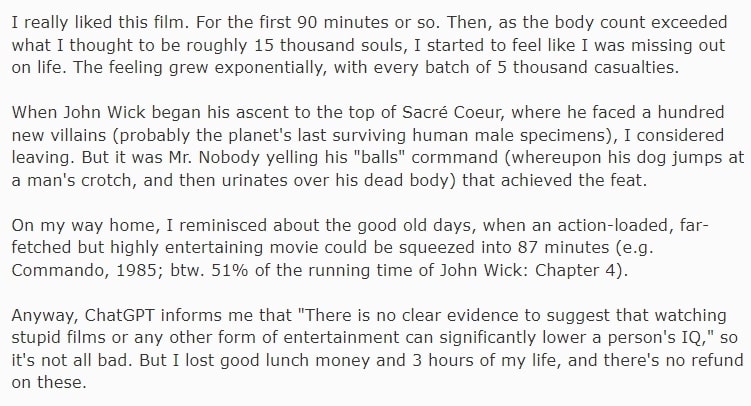 I really liked this film. For the first 90 minutes or so. Then, as the body count exceeded
what I thought to be roughly 15 thousand souls, I started to feel like I was missing out
on life. The feeling grew exponentially, with every batch of 5 thousand casualties.
When John Wick began his ascent to the top of Sacré Coeur, where he faced a hundred
new villains (probably the planet's last surviving human male specimens), I considered
leaving. But it was Mr. Nobody yelling his "balls" cormmand (whereupon his dog jumps at
a man's crotch, and then urinates over his dead body) that achieved the feat.
On my way home, I reminisced about the good old days, when an action-loaded, far-
fetched but highly entertaining movie could be squeezed into 87 minutes (e.g.
Commando, 1985; btw. 51% of the running time of John Wick: Chapter 4).
Anyway, ChatGPT informs me that "There is no clear evidence to suggest that watching
stupid films or any other form of entertainment can significantly lower a person's IQ," so
it's not all bad. But I lost good lunch money and 3 hours of my life, and there's no refund
on these.